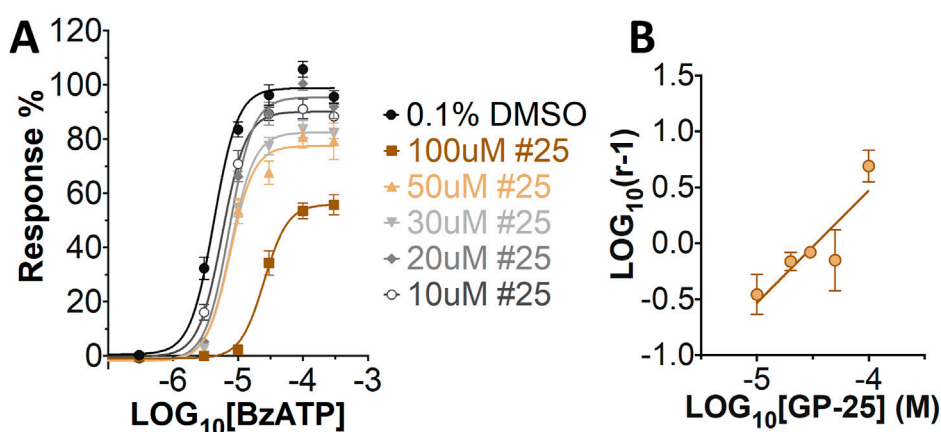 A
Response %
120
100
80
60
40
20
0
-6
-5
-4
-3
LOG10[BzATP]
0.1% DMSO
100uM #25
50uM #25
30uM #25
20uM #25
10uM #25
B
LOG10(r-1)
1.5
1.0
0.5
-0.0
-0.5
-1.0
-5
-4
LOG10[GP-25] (M)